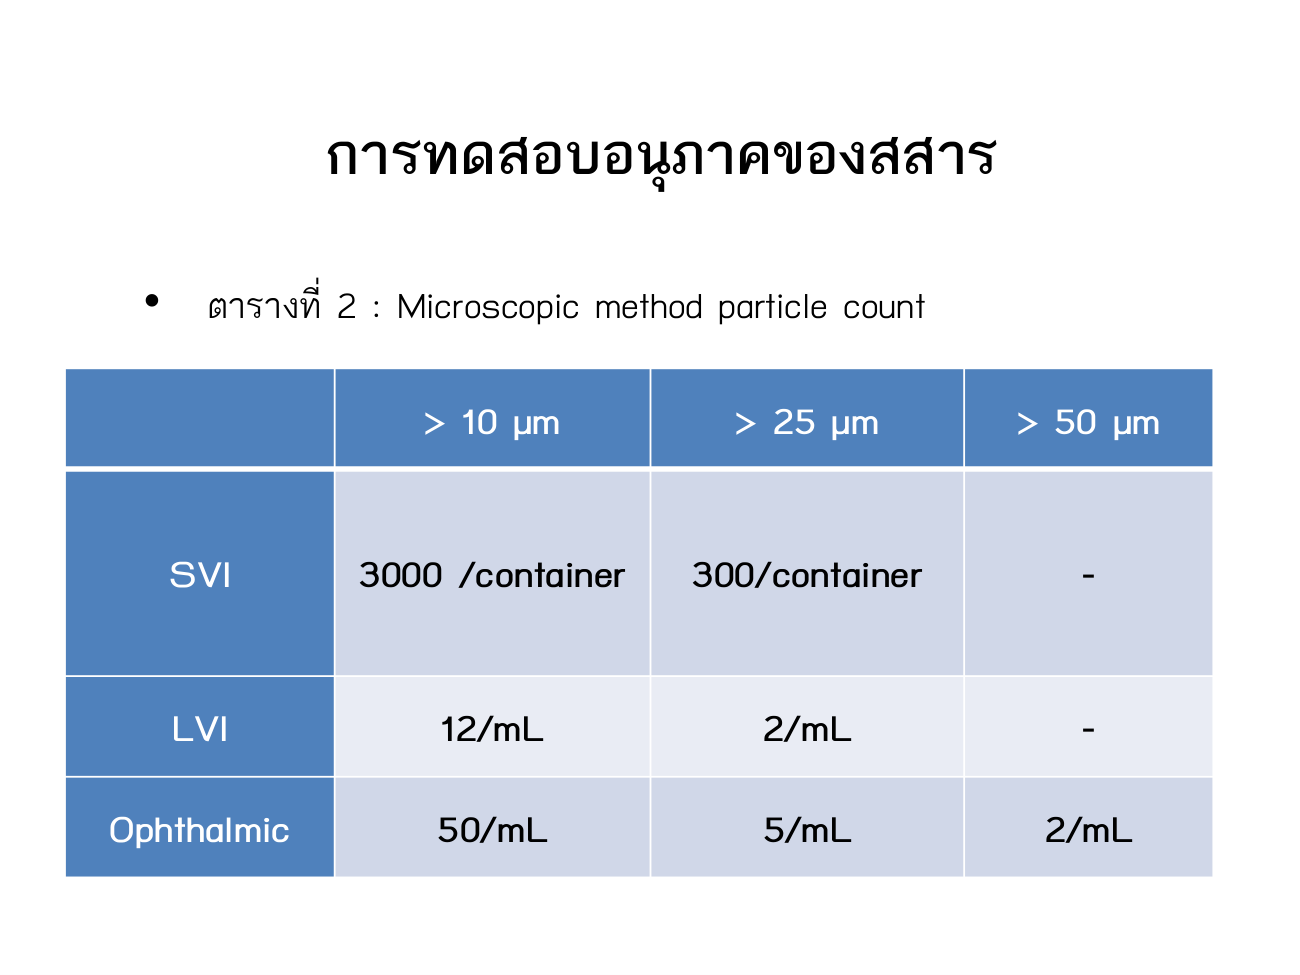 การทดสอบอนุภาคของสสาร
• ตารางที่ 2 : Microscopic method particle count
> 10 µm > 25 µm > 50 µm
SVI 3000 /container 300/container -
LVI 12/mL 2/mL -
Ophthalmic 50/mL 5/mL 2/mL